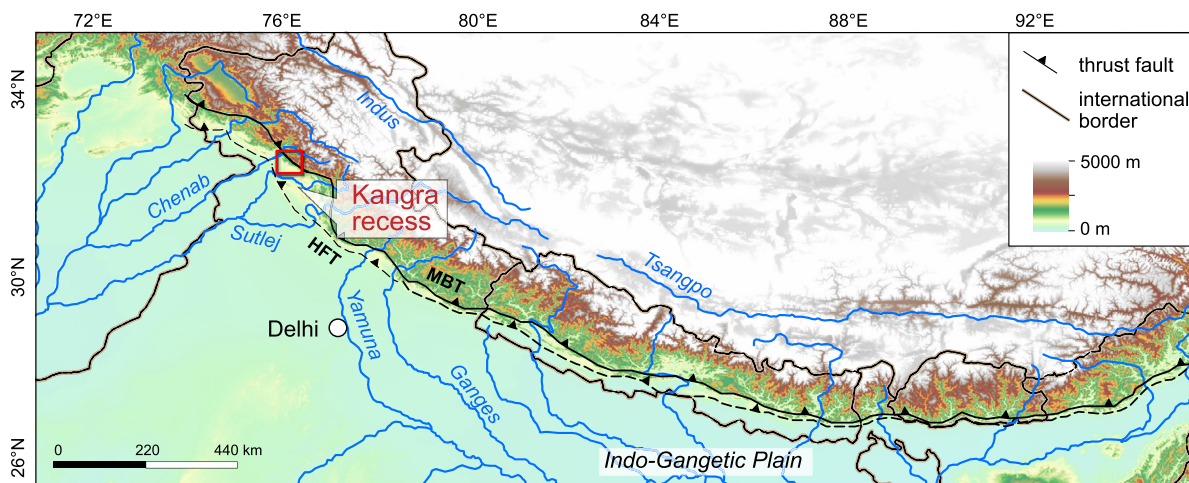 72°E
76°E
80°E
84°E
88°E
92°E
34°N
30°N
26°N
thrust fault
international
border
5000 m
0 m
Indus
Chenab
Sutlej
Kangra
recess
HFT
MBT
Tsangpo
Delhi
Yamuna
Ganges
Indo-Gangetic Plain
0 220 440 km